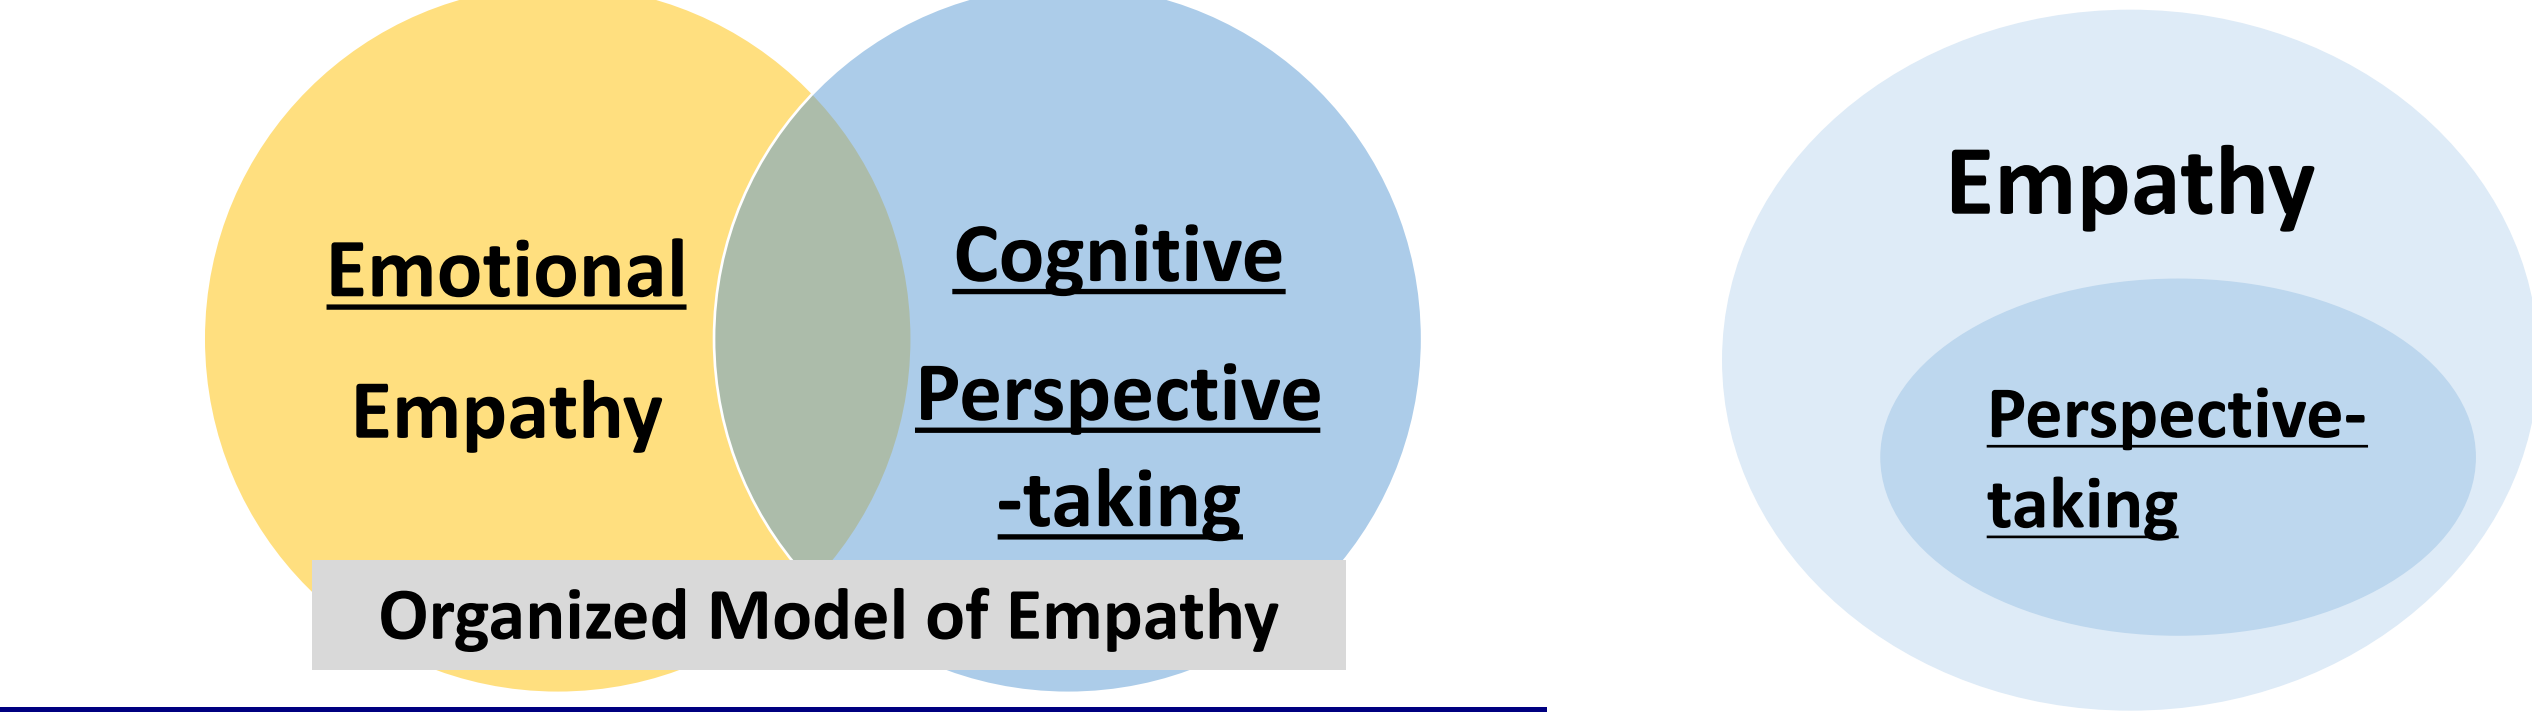 Emotional
Empathy
Cognitive
Perspective
-taking
Organized Model of Empathy
Empathy
Perspective-
taking